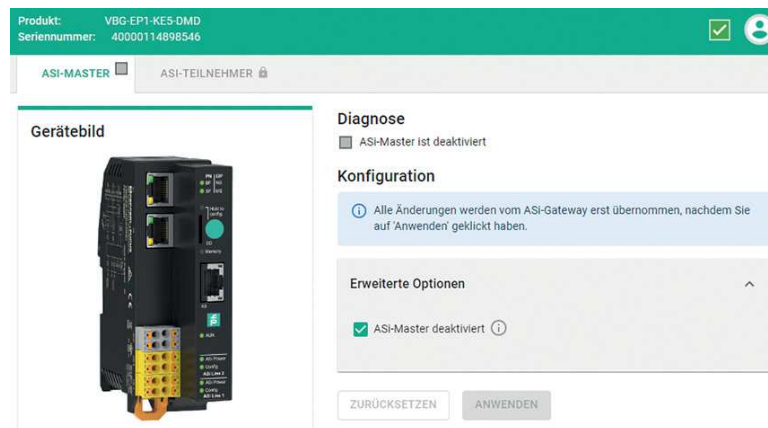 Produkt: VBG-EP1-KE5-DMD
Seriennummer: 40000114898546
ASI-MASTER
ASI-TEILNEHMER
Gerätebild
Diagnose
ASi-Master ist deaktiviert
Konfiguration
Alle Änderungen werden vom ASi-Gateway erst übernommen, nachdem Sie
auf 'Anwenden' geklickt haben.
Erweiterte Optionen
ASi-Master deaktiviert
ZURÜCKSETZEN
ANWENDEN